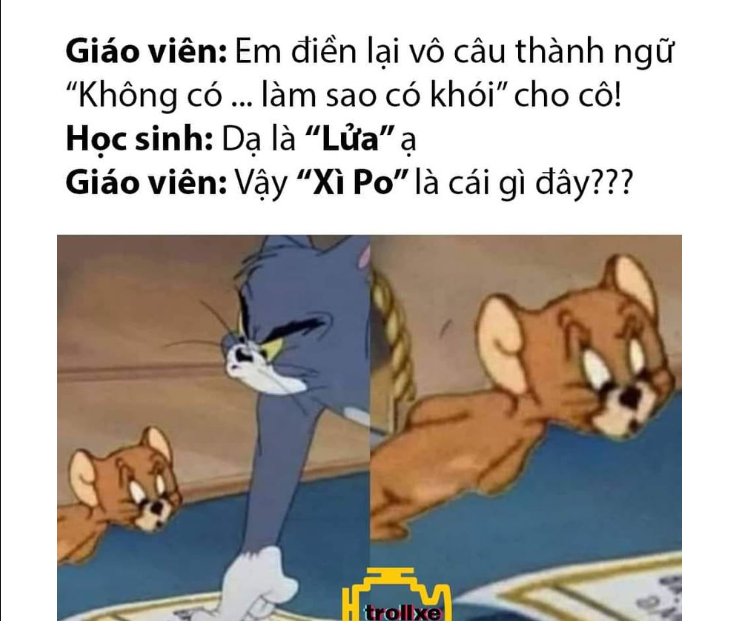 Giáo viên: Em điền lại vô câu thành ngữ
“Không có ... làm sao có khói” cho cô!
Học sinh: Dạ là “Lửa” ạ
Giáo viên: Vậy “Xì Po” là cái gì đây???
trollxe